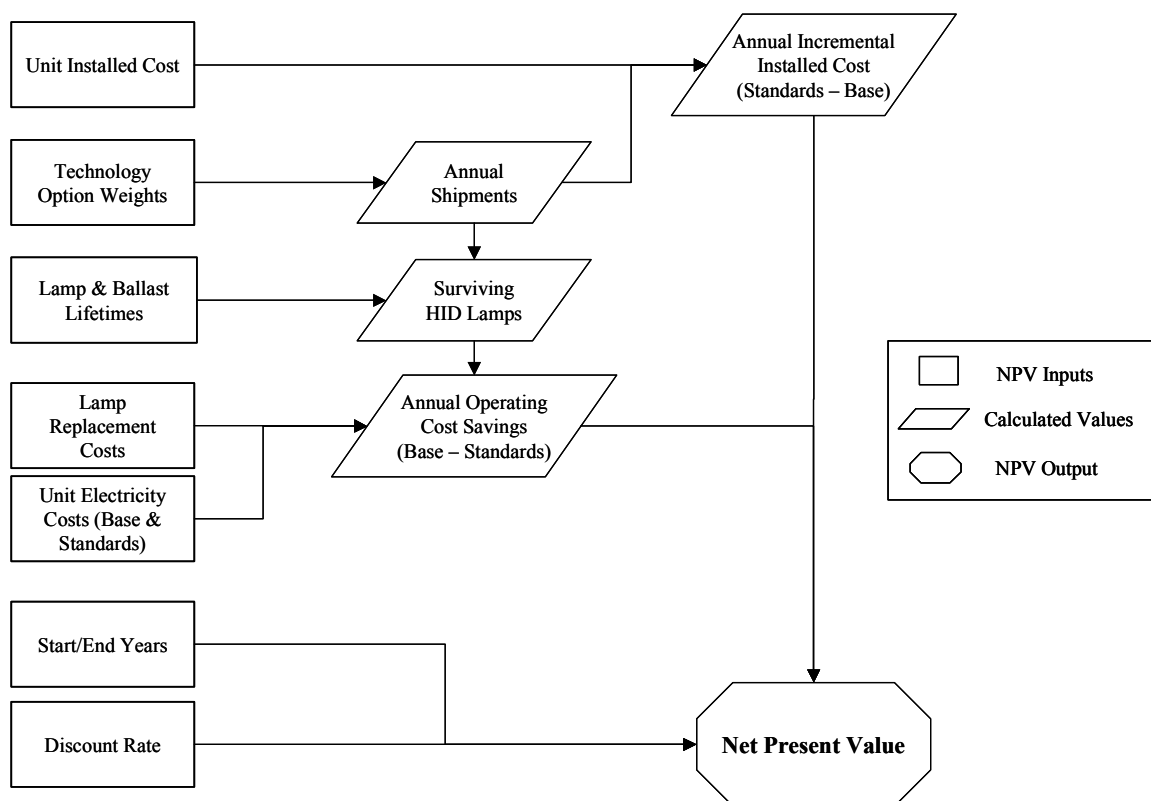 Unit Installed Cost
Annual Incremental
Installed Cost
(Standards – Base)
Technology
Option Weights
Annual
Shipments
Lamp & Ballast
Lifetimes
Surviving
HID Lamps
Lamp
Replacement
Costs
Annual Operating
Cost Savings
(Base – Standards)
Unit Electricity
Costs (Base &
Standards)
NPV Inputs
Calculated Values
NPV Output
Start/End Years
Discount Rate
Net Present Value